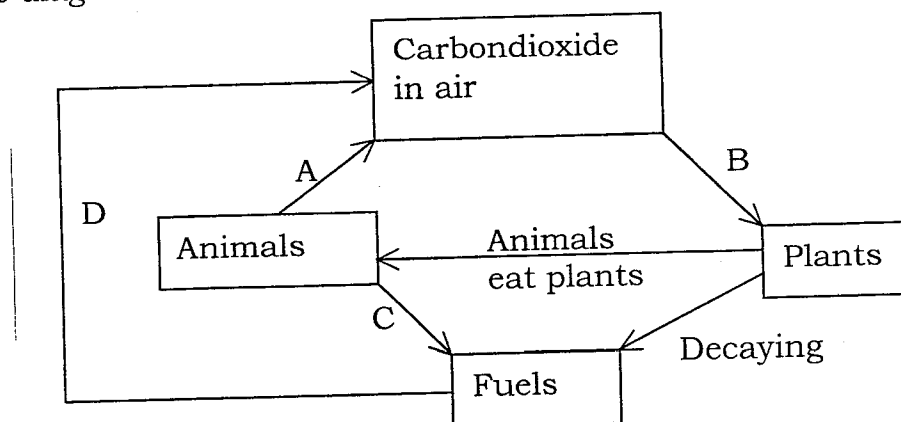 Carbondioxide
in air
A
B
D
Animals
Animals
eat plants
Plants
C
Decaying
Fuels